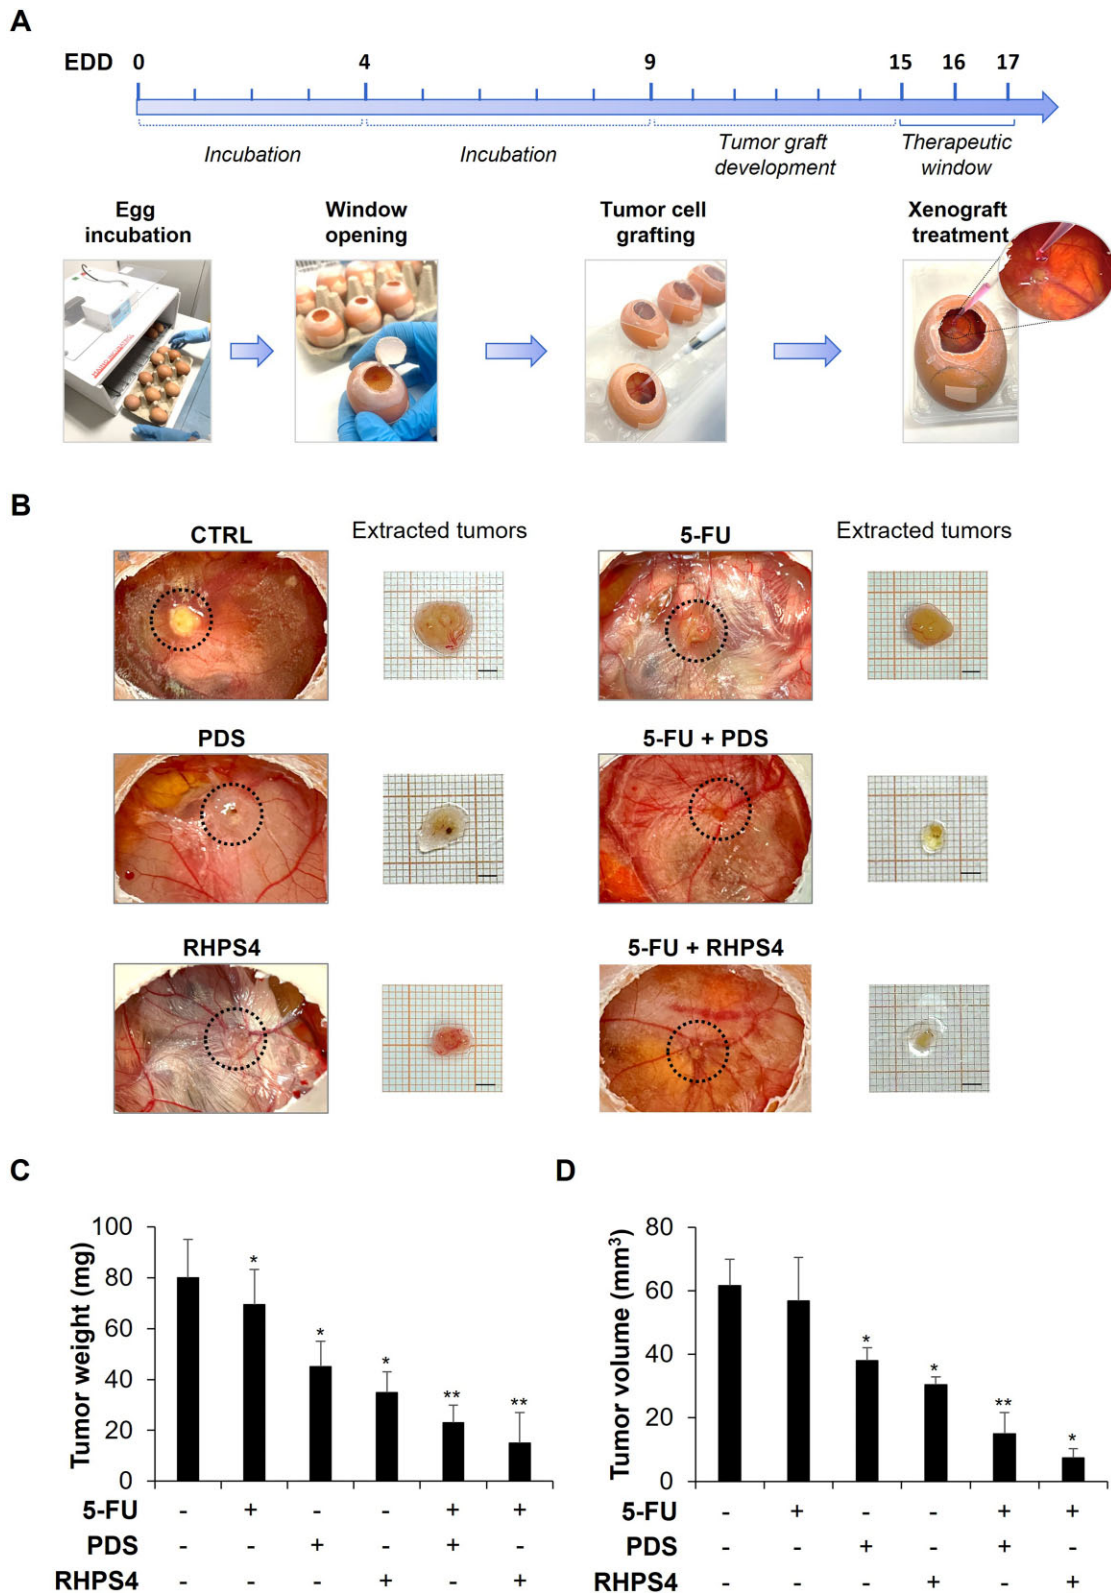 A
EDD 0 4 9 15 16 17
Incubation Incubation Tumor graft development Therapeutic window
Egg incubation
Window opening
Tumor cell grafting
Xenograft treatment
B
CTRL Extracted tumors 5-FU Extracted tumors
PDS 5-FU + PDS
RHPS4 5-FU + RHPS4
C
Tumor weight (mg)
100
80
60
40
20
0
* * * ** **
5-FU - + - - + +
PDS - - + - + -
RHPS4 - - - + - +
D
Tumor volume (mm³)
80
60
40
20
0
* * ** *
5-FU - + - - + +
PDS - - + - + -
RHPS4 - - - + - +